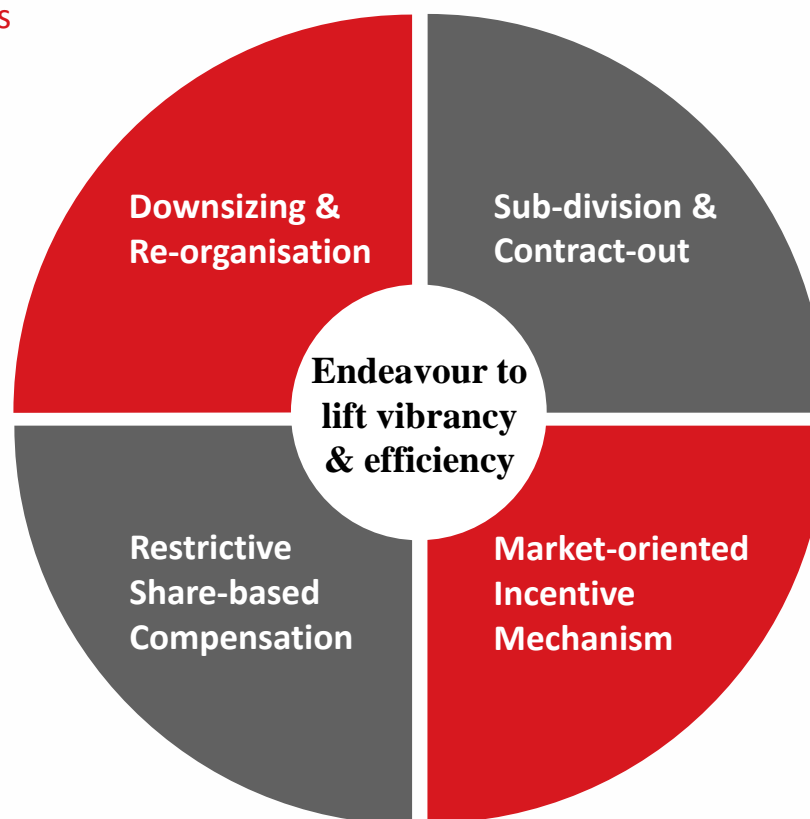 s
Downsizing &
Re-organisation
Sub-division &
Contract-out
Endeavour to
lift vibrancy
& efficiency
Restrictive
Share-based
Compensation
Market-oriented
Incentive
Mechanism